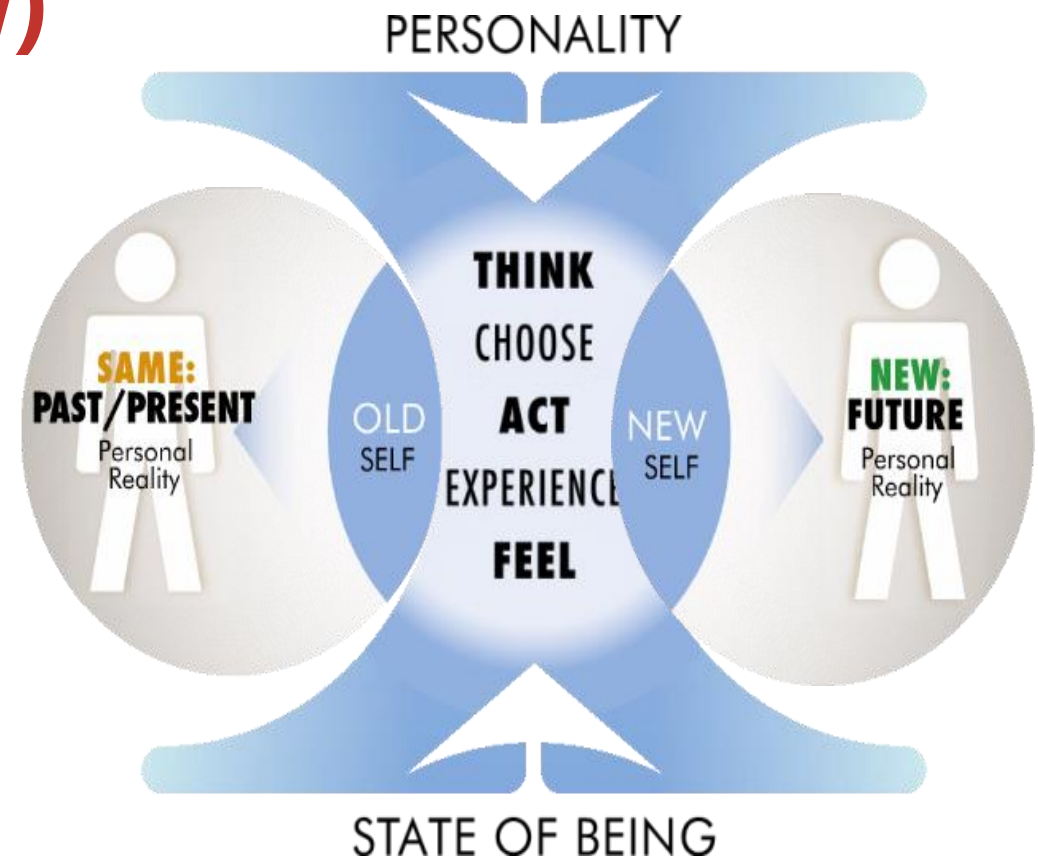 PERSONALITY
THINK
CHOOSE
ACT
EXPERIENCE
FEEL
SAME:
PAST/PRESENT
Personal
Reality
OLD
SELF
NEW
SELF
NEW:
FUTURE
Personal
Reality
STATE OF BEING